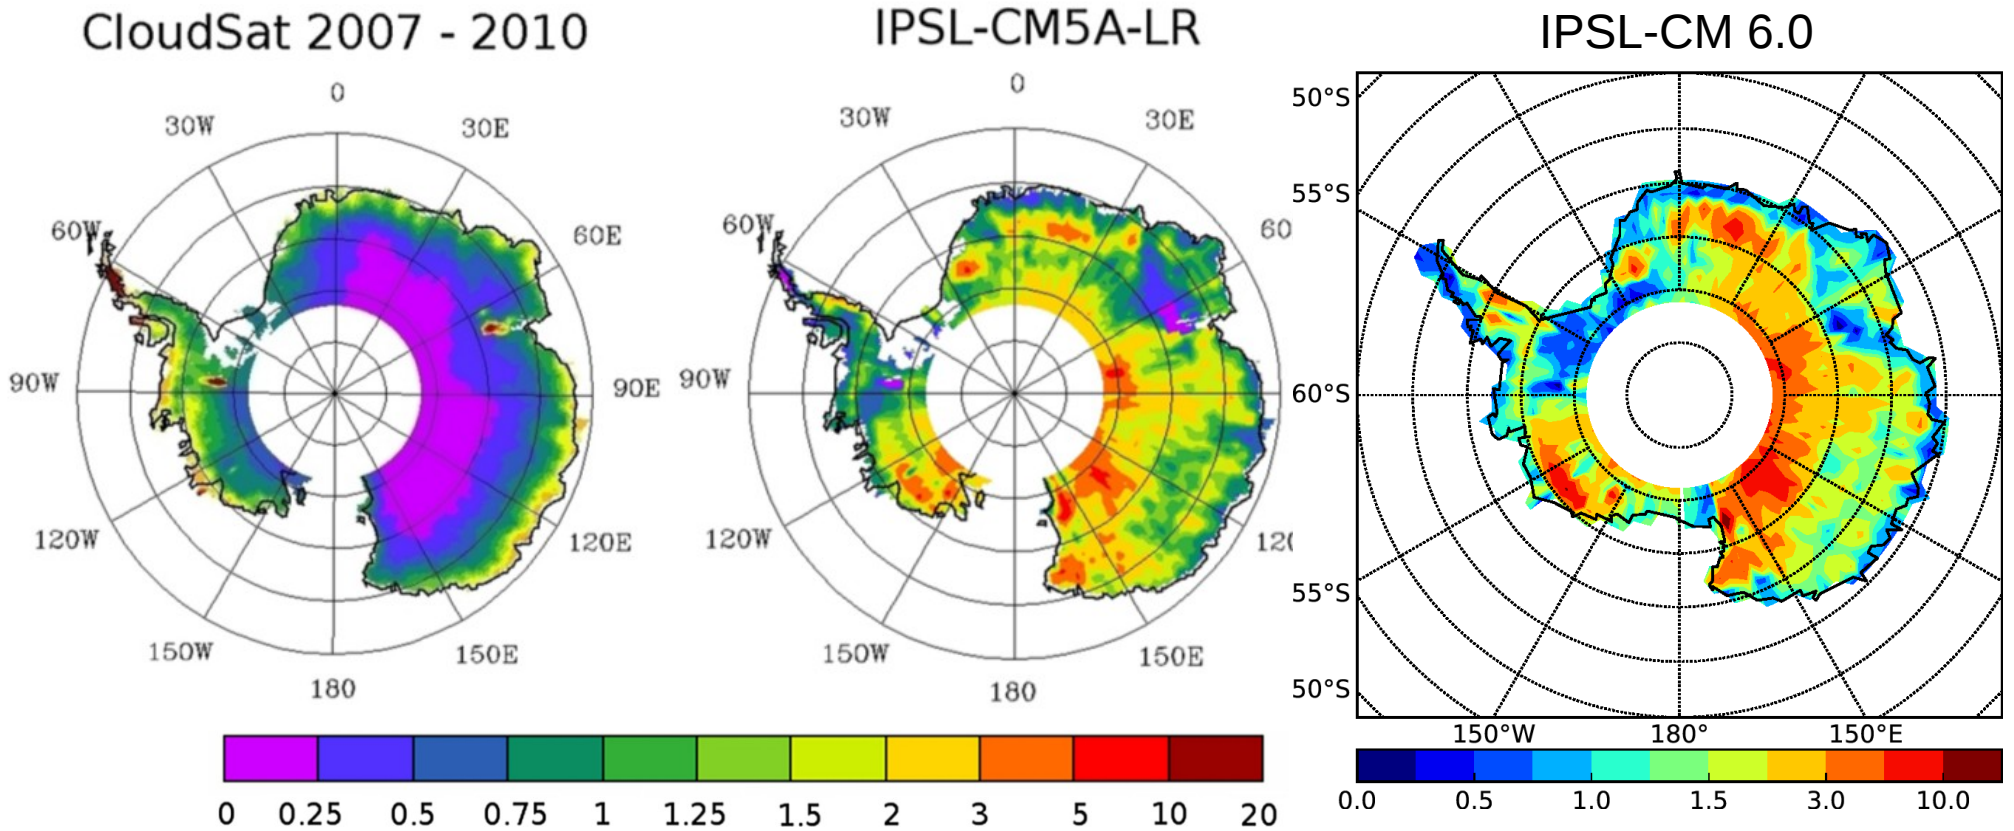 CloudSat 2007 - 2010
IPSL-CM5A-LR
IPSL-CM 6.0
0
30W
30E
60W
60E
90W
90E
120W
120E
150W
150E
180
0
30W
30E
60W
60
90W
120W
12(
150W
150E
180
50°S
55°S
60°S
55°S
50°S
150°W
180°
150°E
0 0.25 0.5 0.75 1 1.25 1.5 2 3 5 10 20
0.0 0.5 1.0 1.5 3.0 10.0